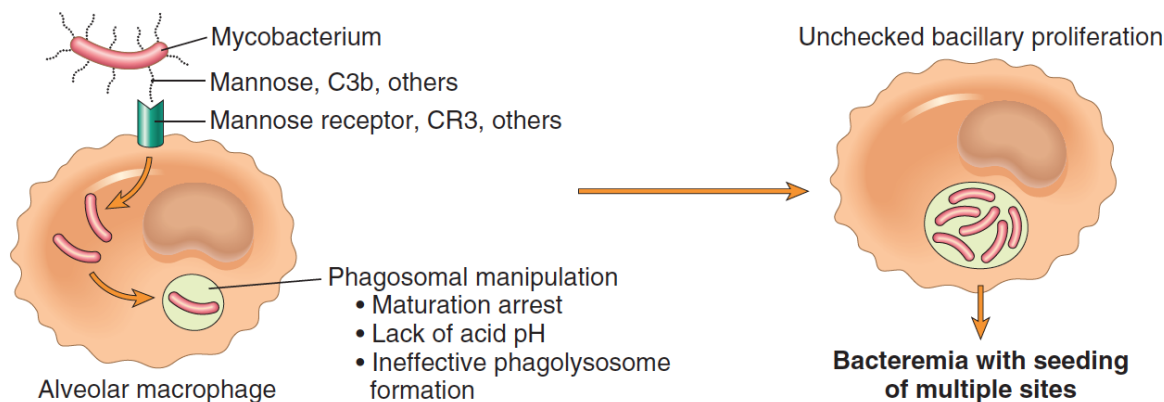 Mycobacterium
Mannose, C3b, others
Mannose receptor, CR3, others
Phagosomal manipulation
• Maturation arrest
• Lack of acid pH
• Ineffective phagolysosome
formation
Alveolar macrophage
Unchecked bacillary proliferation
Bacteremia with seeding
of multiple sites